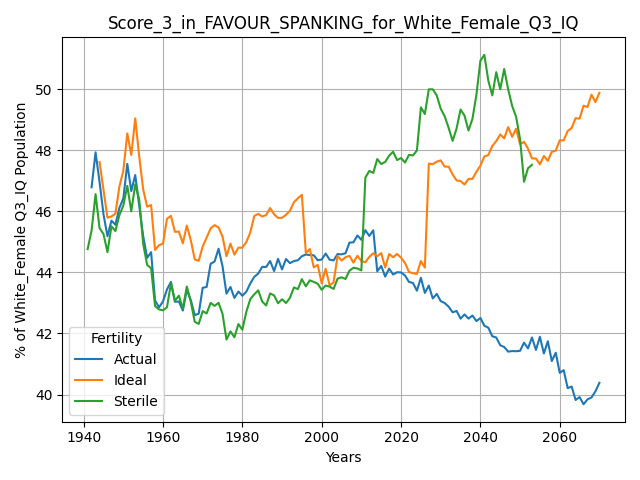 Score_3_in_FAVOUR_SPANKING_for_White_Female_Q3_IQ
% of White_Female Q3_IQ Population
50
48
46
44
42
40
Fertility
Actual
Ideal
Sterile
1940 1960 1980 2000 2020 2040 2060
Years